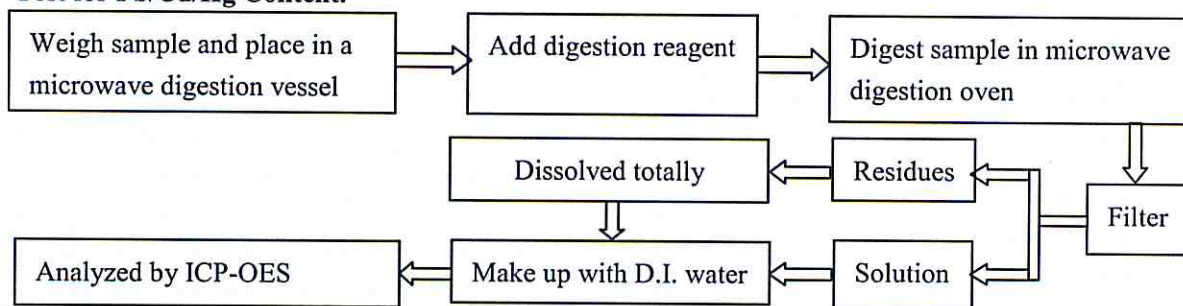 Weigh sample and place in a
microwave digestion vessel
Add digestion reagent
Digest sample in microwave
digestion oven
Dissolved totally
Residues
Filter
Analyzed by ICP-OES
Make up with D.I. water
Solution